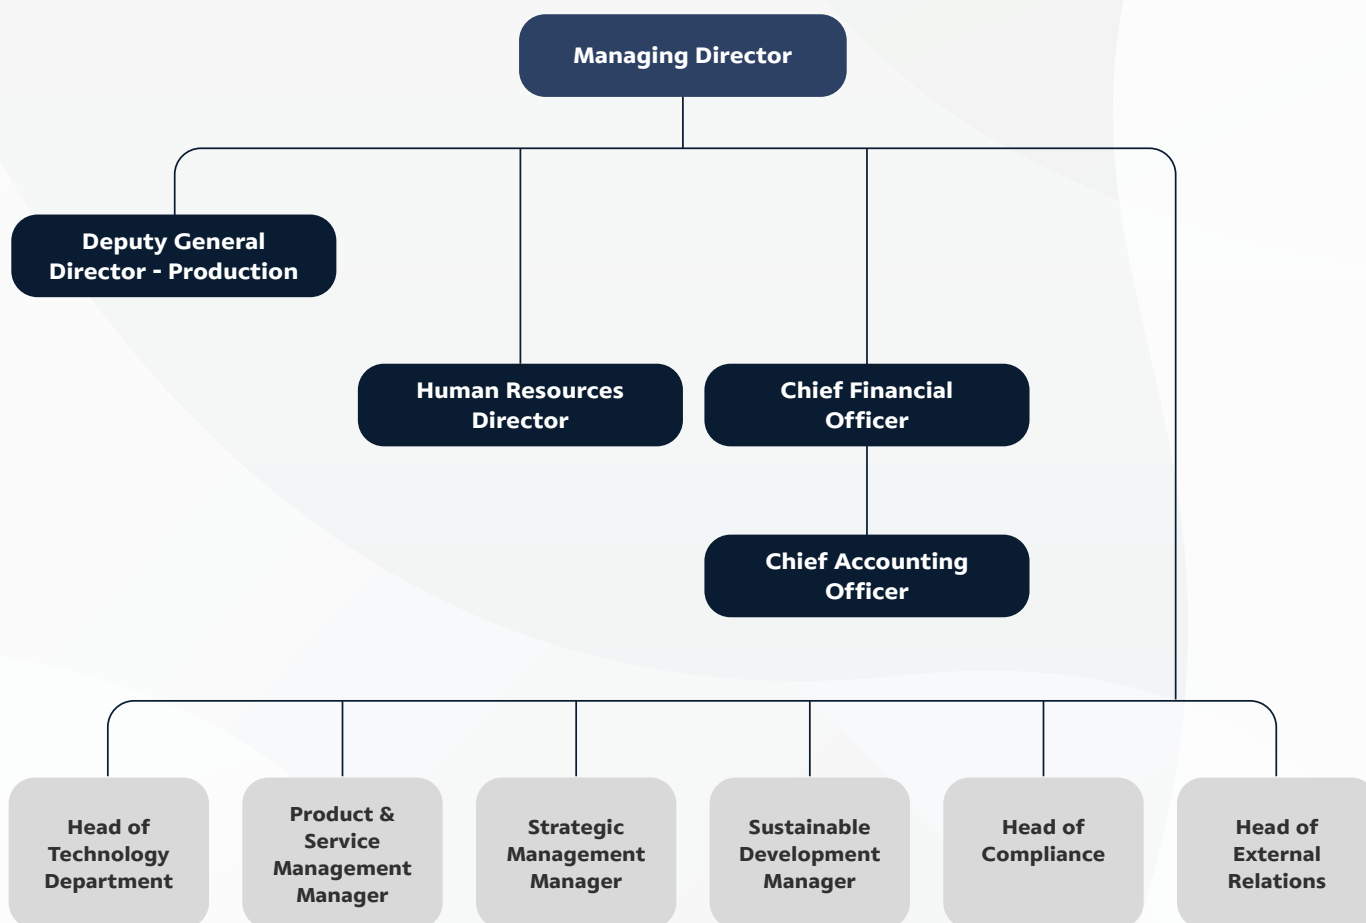 Managing Director
Deputy General
Director - Production
Human Resources
Director
Chief Financial
Officer
Chief Accounting
Officer
Head of
Technology
Department
Product &
Service
Management
Manager
Strategic
Management
Manager
Sustainable
Development
Manager
Head of
Compliance
Head of
External
Relations